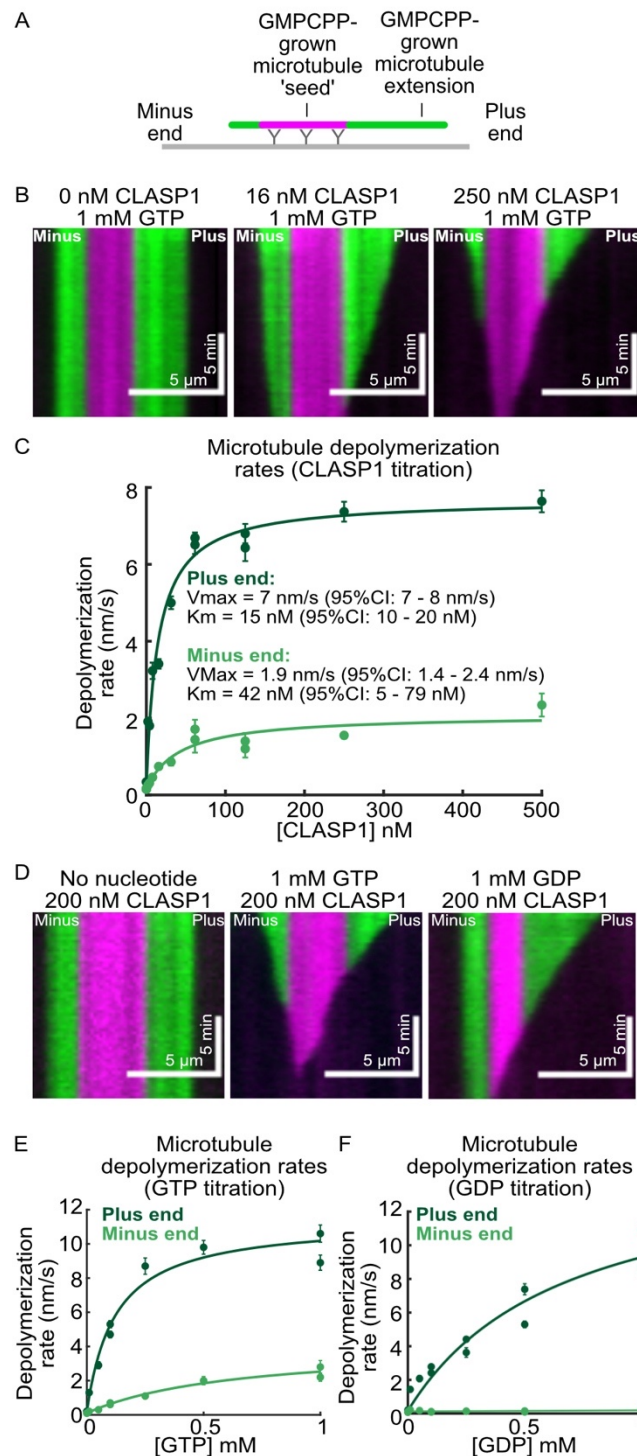 A
GMPCPP-
grown
microtubule
'seed'
GMPCPP-
grown
microtubule
extension
Minus
end
Plus
end
B
0 nM CLASP1
1 mM GTP
16 nM CLASP1
1 mM GTP
250 nM CLASP1
1 mM GTP
Minus Plus
5 µm
5 min
Minus Plus
5 µm
5 min
Minus Plus
5 µm
5 min
C
Microtubule depolymerization
rates (CLASP1 titration)
Depolymerization
rate (nm/s)
8
6
4
2
0
Plus end:
Vmax = 7 nm/s (95%CI: 7 - 8 nm/s)
Km = 15 nM (95%CI: 10 - 20 nM)
Minus end:
VMax = 1.9 nm/s (95%CI: 1.4 - 2.4 nm/s)
Km = 42 nM (95%CI: 5 - 79 nM)
0 100 200 300 400 500
[CLASP1] nM
D
No nucleotide
200 nM CLASP1
1 mM GTP
200 nM CLASP1
1 mM GDP
200 nM CLASP1
Minus Plus
5 µm
5 min
Minus Plus
5 µm
5 min
Minus Plus
5 µm
5 min
E
Microtubule
depolymerization rates
(GTP titration)
Plus end
Minus end
Depolymerization
rate (nm/s)
12
10
8
6
4
2
0
0 0.5 1
[GTP] mM
F
Microtubule
depolymerization rates
(GDP titration)
Plus end
Minus end
Depolymerization
rate (nm/s)
12
10
8
6
4
2
0
0 0.5
[GDP] mM